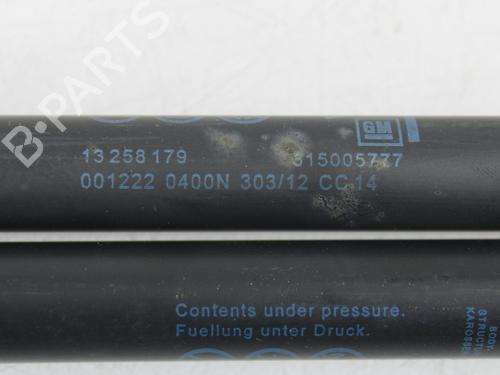 B-PARTS
GM
13 258 179 315005777
001222 0400N 303/12 CC 14
Contents under pressure.
Fuellung unter Druck.